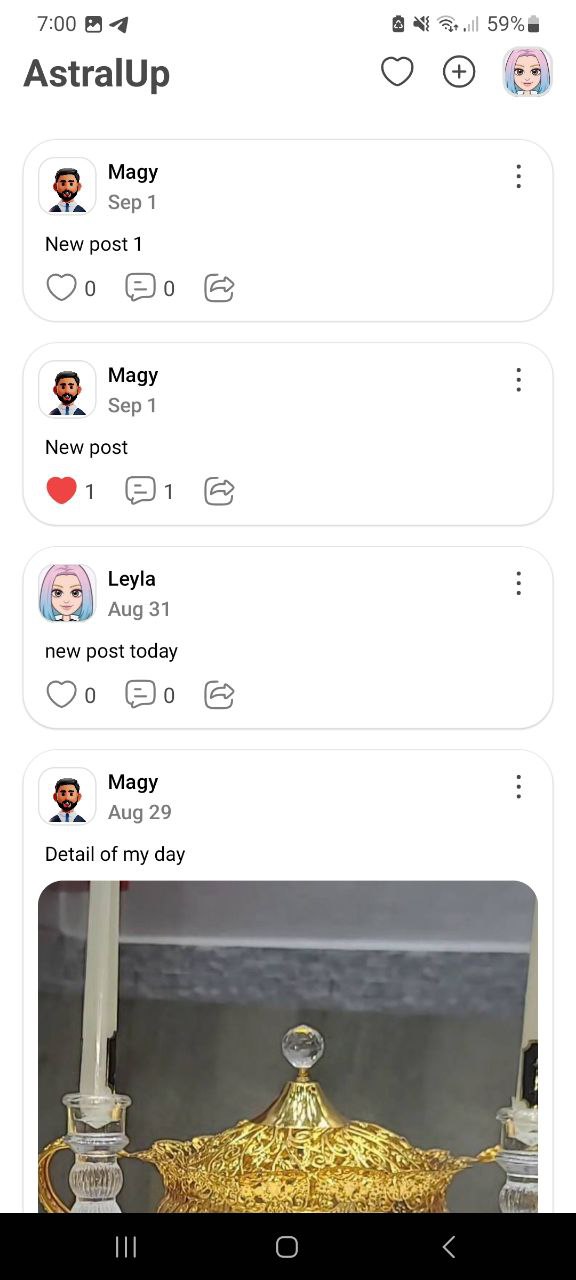 7:00
59%
AstralUp
Magy
Sep 1
New post 1
0 0
Magy
Sep 1
New post
1 1
Leyla
Aug 31
new post today
0 0
Magy
Aug 29
Detail of my day